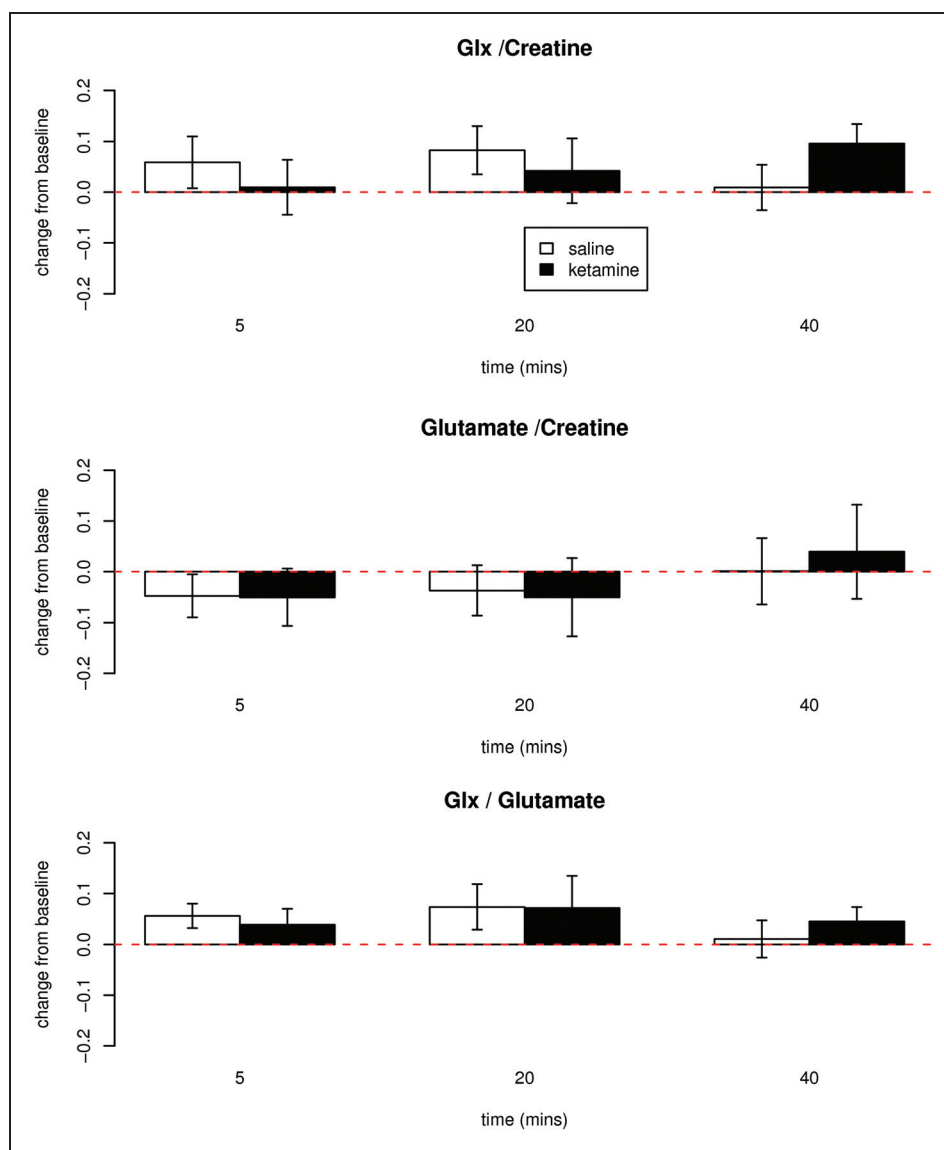 Glx /Creatine
change from baseline
0.2
0.1
0.0
−0.1
−0.2
saline
ketamine
5 20 40
time (mins)
Glutamate /Creatine
change from baseline
0.2
0.1
0.0
−0.1
−0.2
5 20 40
time (mins)
Glx / Glutamate
change from baseline
0.2
0.1
0.0
−0.1
−0.2
5 20 40
time (mins)